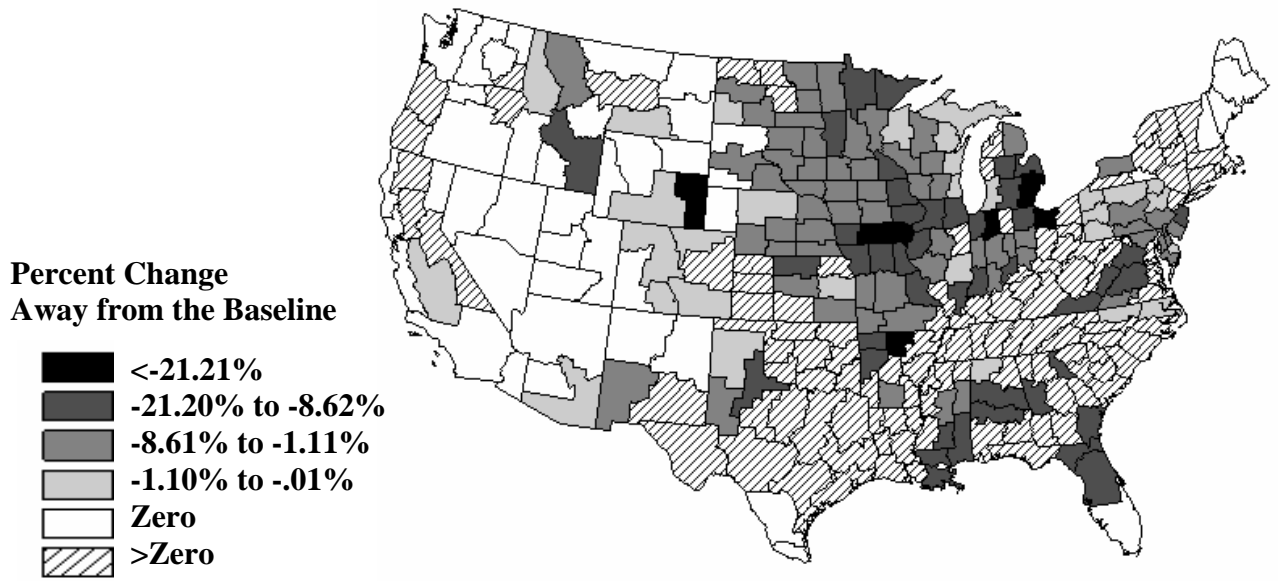 Percent Change
Away from the Baseline
<-21.21%
-21.20% to -8.62%
-8.61% to -1.11%
-1.10% to -.01%
Zero
>Zero